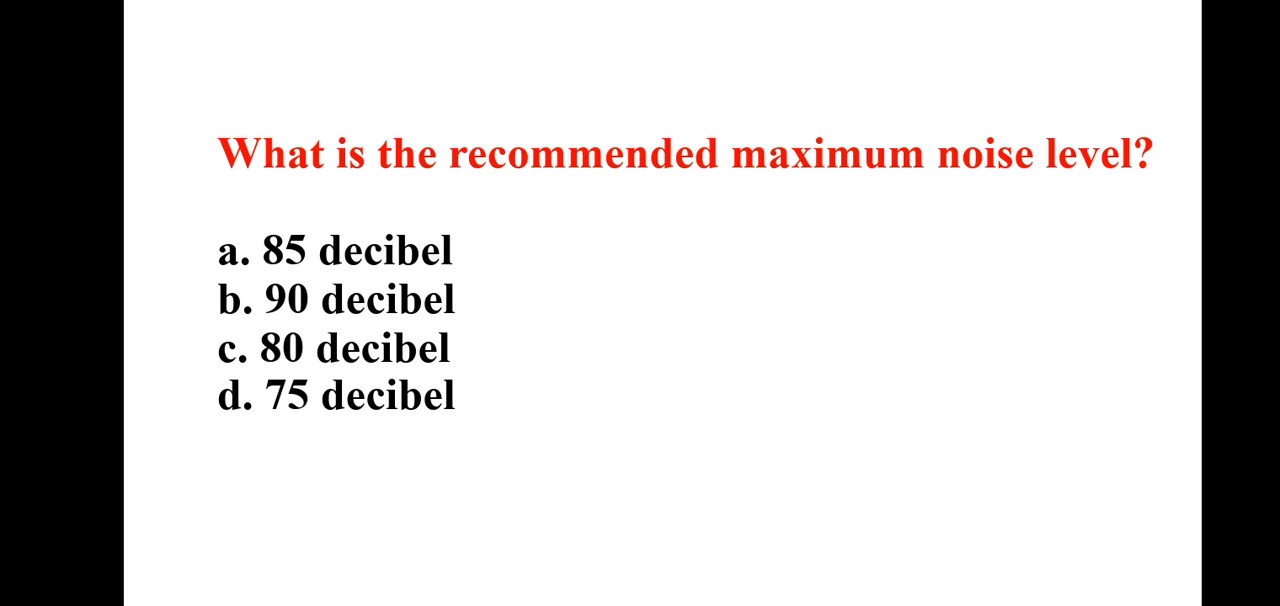 What is the recommended maximum noise level?
a. 85 decibel
b. 90 decibel
c. 80 decibel
d. 75 decibel